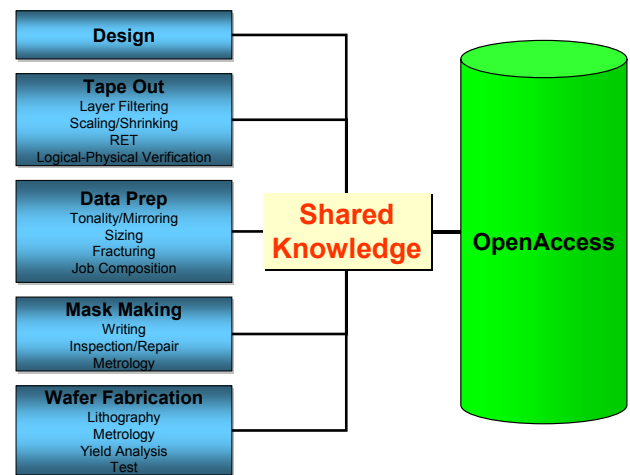 Design
Tape Out
Layer Filtering
Scaling/Shrinking
RET
Logical-Physical Verification
Data Prep
Tonality/Mirroring
Sizing
Fracturing
Job Composition
Mask Making
Writing
Inspection/Repair
Metrology
Wafer Fabrication
Lithography
Metrology
Yield Analysis
Test
Shared
Knowledge
OpenAccess